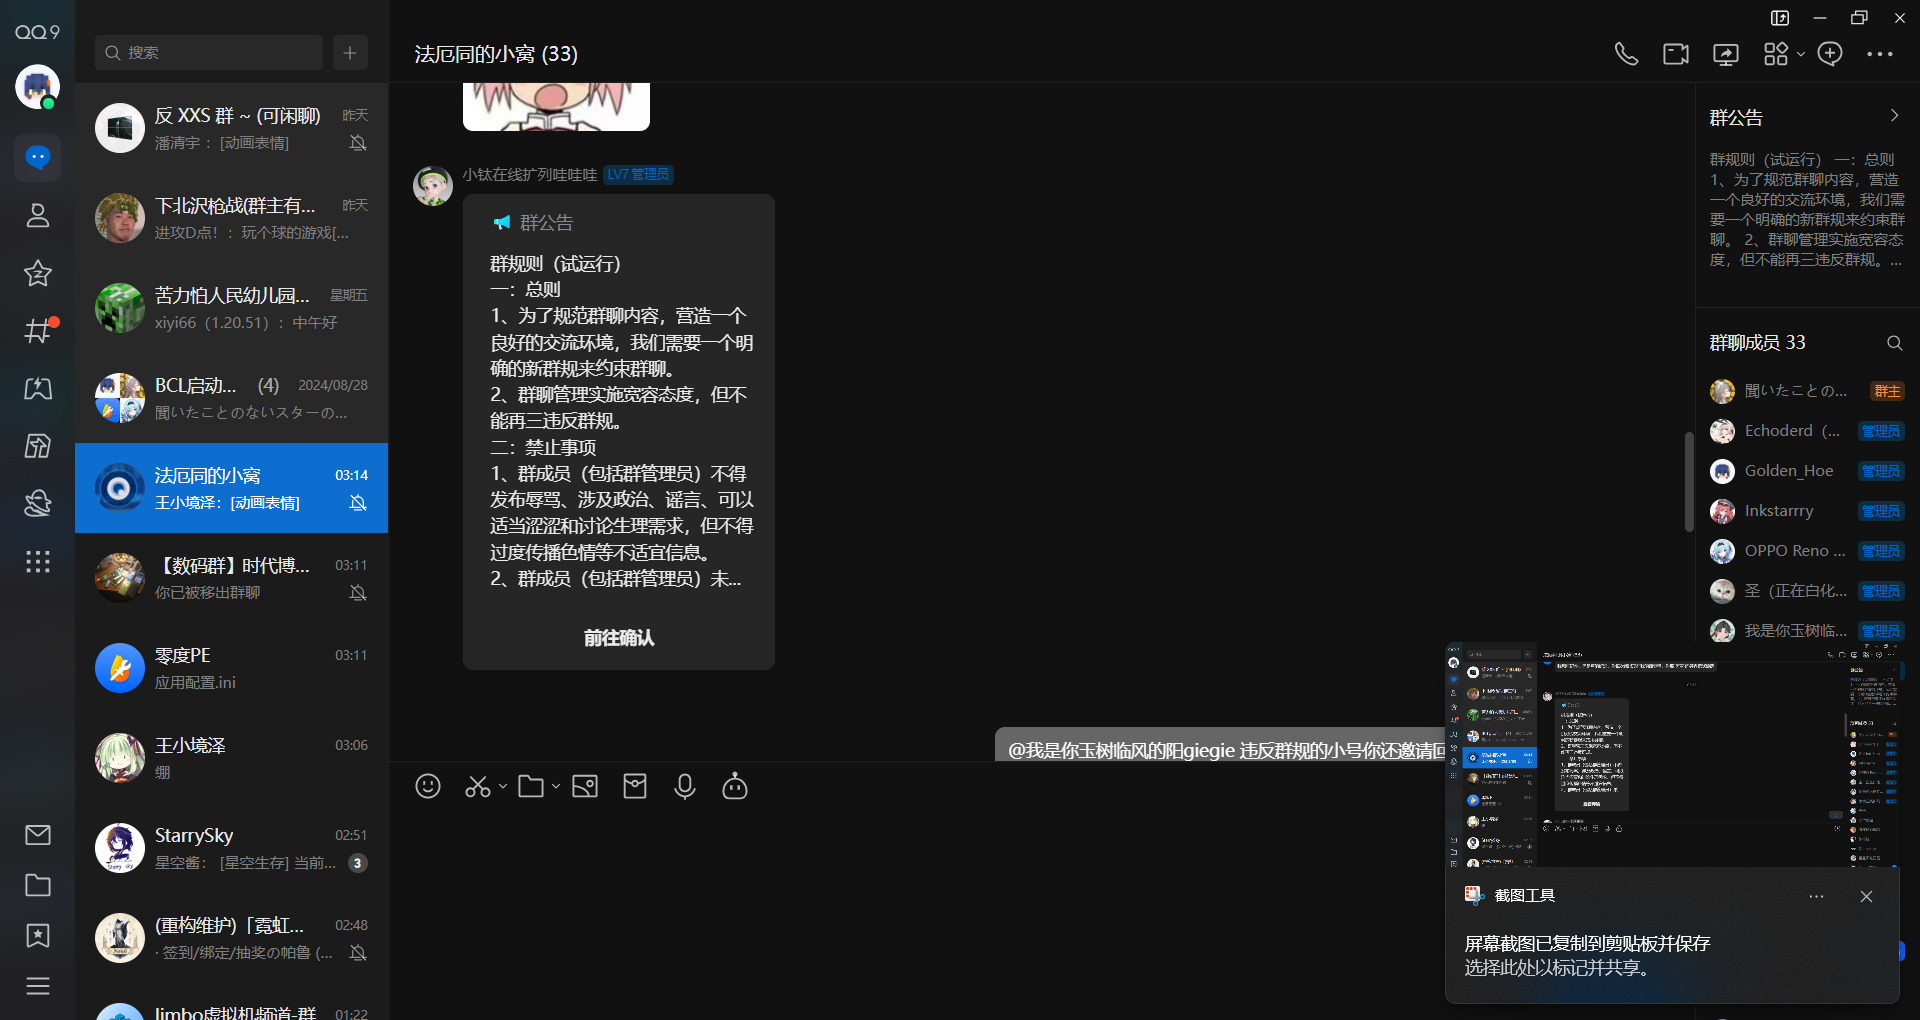 QQ9
搜索
反 XXS 群 ~ (可闲聊)
昨天
潘清宇 ： [动画表情]
下北沢枪战(群主有...
昨天
进攻D点! ：玩个球的游戏[...
苦力怕人民幼儿园...
星期五
xiyi66（1.20.51）：中午好
BCL启动... (4)
2024/08/28
聞いたことのないスターの...
法厄同的小窝
03:14
王小境泽：[动画表情]
【数码群】时代博...
03:11
你已被移出群聊
零度PE
03:11
应用配置.ini
王小境泽
03:06
绷
StarrySky
02:51
星空酱： [星空生存] 当前...
3
(重构维护)「霓虹...
02:48
· 签到/绑定/抽奖の帕鲁 (...
limbo虚拟机频道-群
01:22
法厄同的小窝 (33)
小钛在线扩列哇哇哇
LV7 管理员
群公告
群规则（试运行）
一：总则
1、为了规范群聊内容，营造一个
良好的交流环境，我们需要一个明
确的新群规来约束群聊。
2、群聊管理实施宽容态度，但不
能再三违反群规。
二：禁止事项
1、群成员（包括群管理员）不得
发布辱骂、涉及政治、谣言、可以
适当涩涩和讨论生理需求，但不得
过度传播色情等不适宜信息。
2、群成员（包括群管理员）未...
前往确认
@我是你玉树临风的阳giegie 违反群规的小号你还邀请回
群公告
群规则（试运行） 一：总则
1、为了规范群聊内容，营造
一个良好的交流环境，我们需
要一个明确的新群规来约束群
聊。 2、群聊管理实施宽容态
度，但不能再三违反群规。...
群聊成员 33
聞いたことの...
群主
Echoderd（...
管理员
Golden_Hoe
管理员
Inkstarrry
管理员
OPPO Reno ...
管理员
圣（正在白化...
管理员
我是你玉树临...
管理员
截图工具
屏幕截图已复制到剪贴板并保存
选择此处以标记并共享。